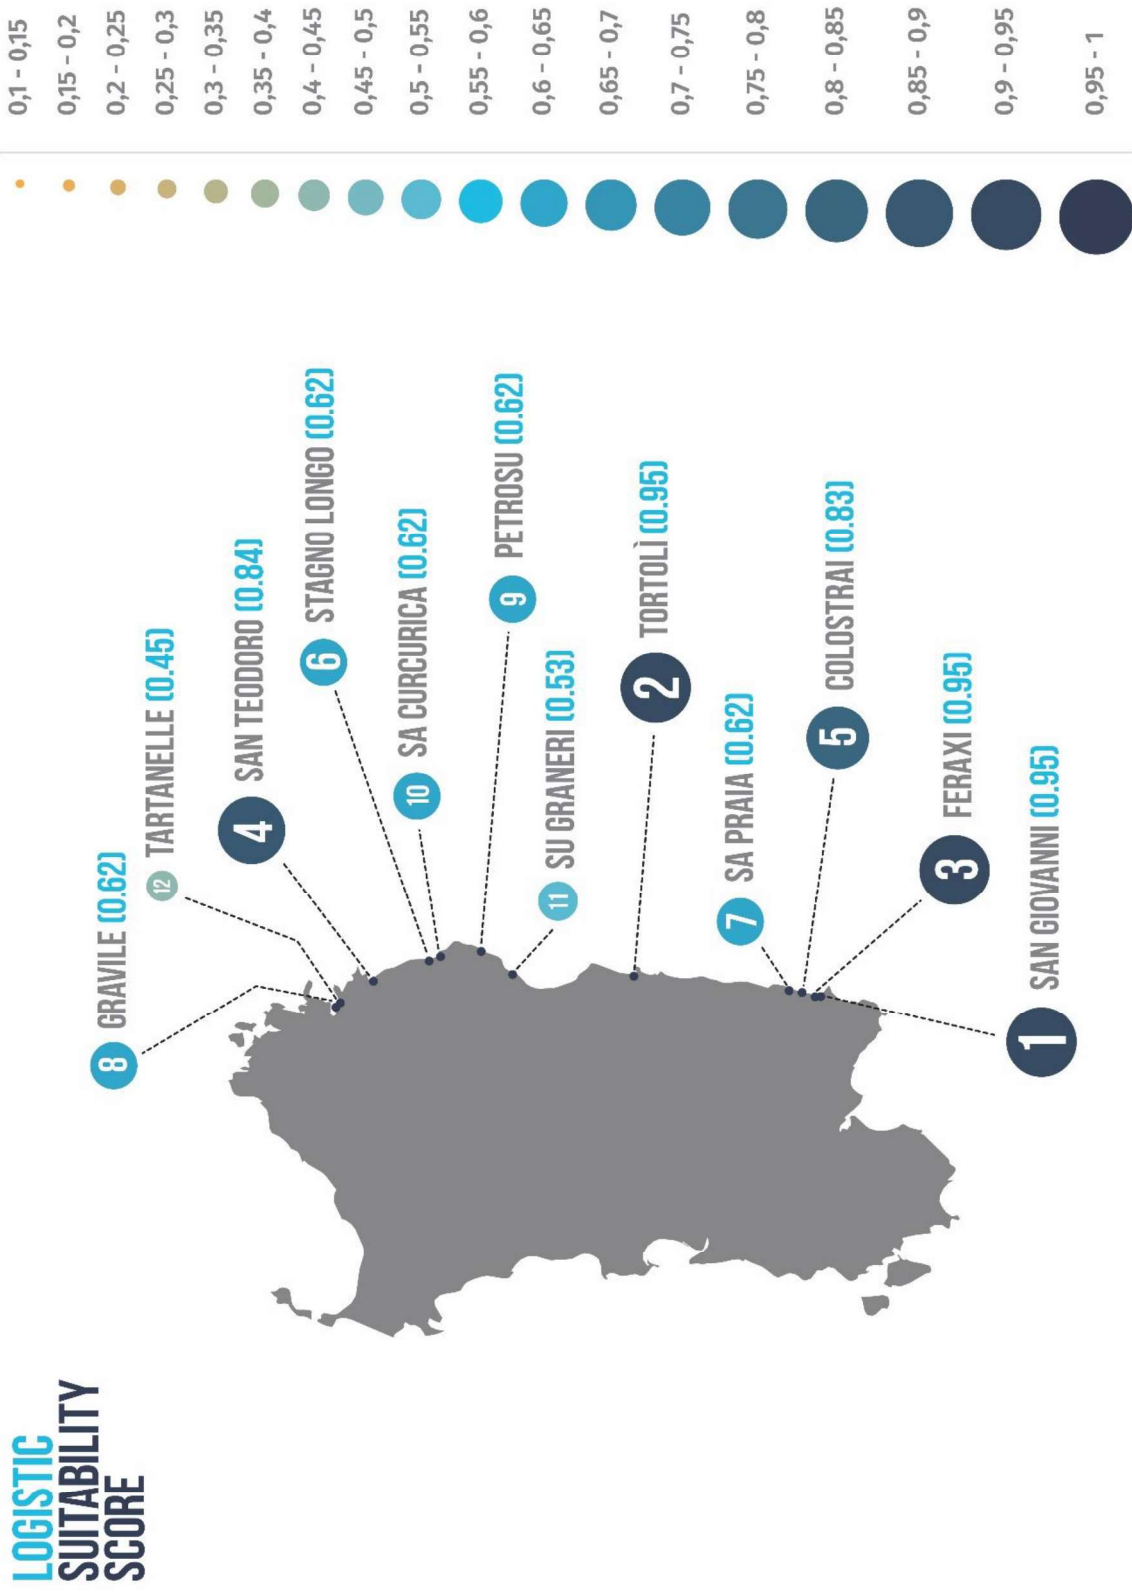 LOGISTIC
SUITABILITY
SCORE
8 GRAVILE (0.62)
12 TARTANELLE (0.45)
4 SAN TEODORO (0.84)
6 STAGNO LONGO (0.62)
10 SA CURCURICA (0.62)
9 PETROSU (0.62)
11 SU GRANERI (0.53)
2 TORTOLÌ (0.95)
7 SA PRAIA (0.62)
5 COLOSTRAI (0.83)
3 FERAXI (0.95)
1 SAN GIOVANNI (0.95)
0,1 - 0,15
0,15 - 0,2
0,2 - 0,25
0,25 - 0,3
0,3 - 0,35
0,35 - 0,4
0,4 - 0,45
0,45 - 0,5
0,5 - 0,55
0,55 - 0,6
0,6 - 0,65
0,65 - 0,7
0,7 - 0,75
0,75 - 0,8
0,8 - 0,85
0,85 - 0,9
0,9 - 0,95
0,95 - 1